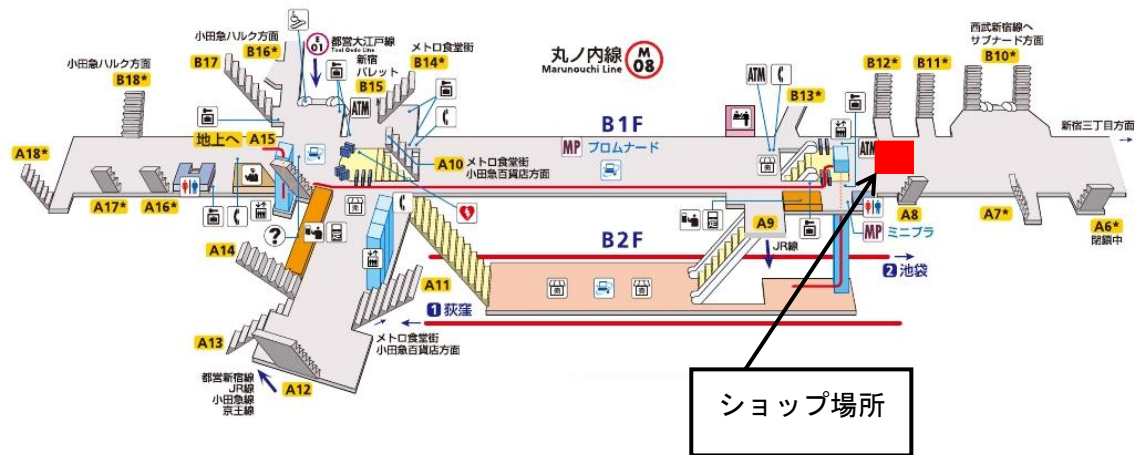 小田急ハルク方面
B18*
小田急ハルク方面
B17
B16*
E
01
都営大江戸線
Toei Oedo Line
新宿
パレット
B15
メトロ食堂街
B14*
ATM
丸ノ内線
Marunouchi Line
M
08
ATM
B13*
B12*
B11*
西武新宿線へ
サブナード方面
B10*
新宿三丁目方面
地上へ A15
B1F
MP プロムナード
A10
メトロ食堂街
小田急百貨店方面
ATM
A18*
A17*
A16*
?
A14
A13
A12
A11
都営新宿線
JR線
小田急線
京王線
メトロ食堂街
小田急百貨店方面
B2F
1 荻窪
2 池袋
A9
JR線
MP ミニプラ
A8
A7*
A6*
閉鎖中
ショップ場所